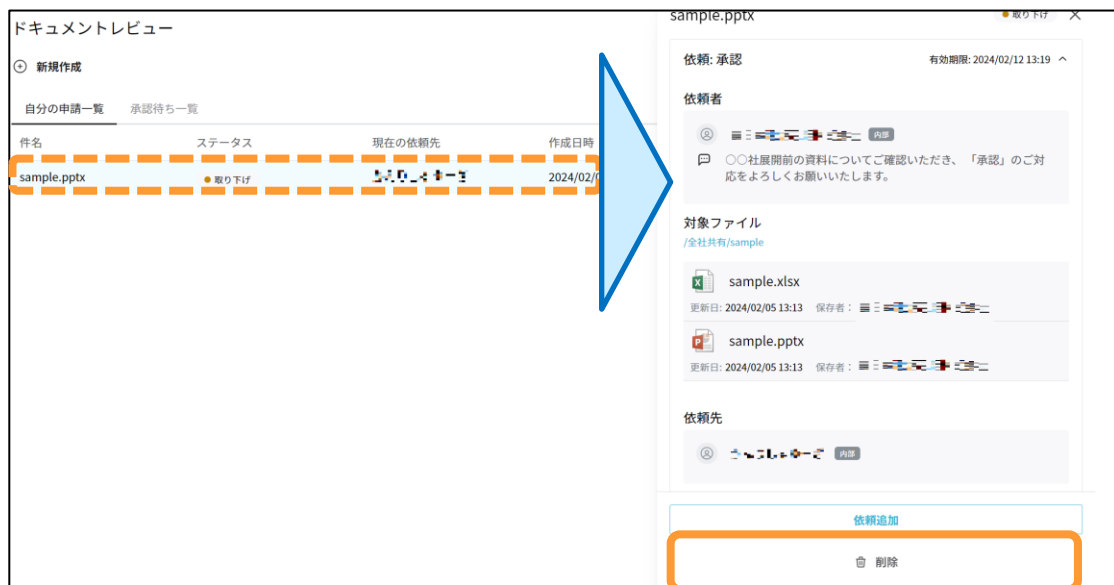 ドキュメントレビュー
新規作成
自分の申請一覧 承認待ち一覧
件名 ステータス 現在の依頼先 作成日時
sample.pptx 取り下げ 2024/02/0
sample.pptx 取り下げ
依頼: 承認 有効期限: 2024/02/12 13:19
依頼者
内部
○○社展開前の資料についてご確認いただき、 「承認」のご対
応をよろしくお願いいたします。
対象ファイル
/全社共有/sample
sample.xlsx
更新日: 2024/02/05 13:13 保存者：
sample.pptx
更新日: 2024/02/05 13:13 保存者：
依頼先
内部
依頼追加
削除